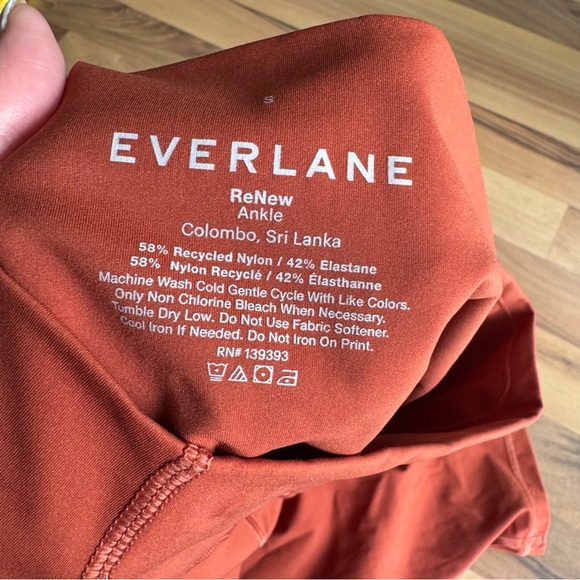 S
EVERLANE
ReNew
Ankle
Colombo, Sri Lanka
58% Recycled Nylon / 42% Elastane
58% Nylon Recyclé / 42% Élasthanne
Machine Wash Cold Gentle Cycle With Like Colors.
Only Non Chlorine Bleach When Necessary.
Tumble Dry Low. Do Not Use Fabric Softener.
Cool Iron If Needed. Do Not Iron On Print.
RN# 139393